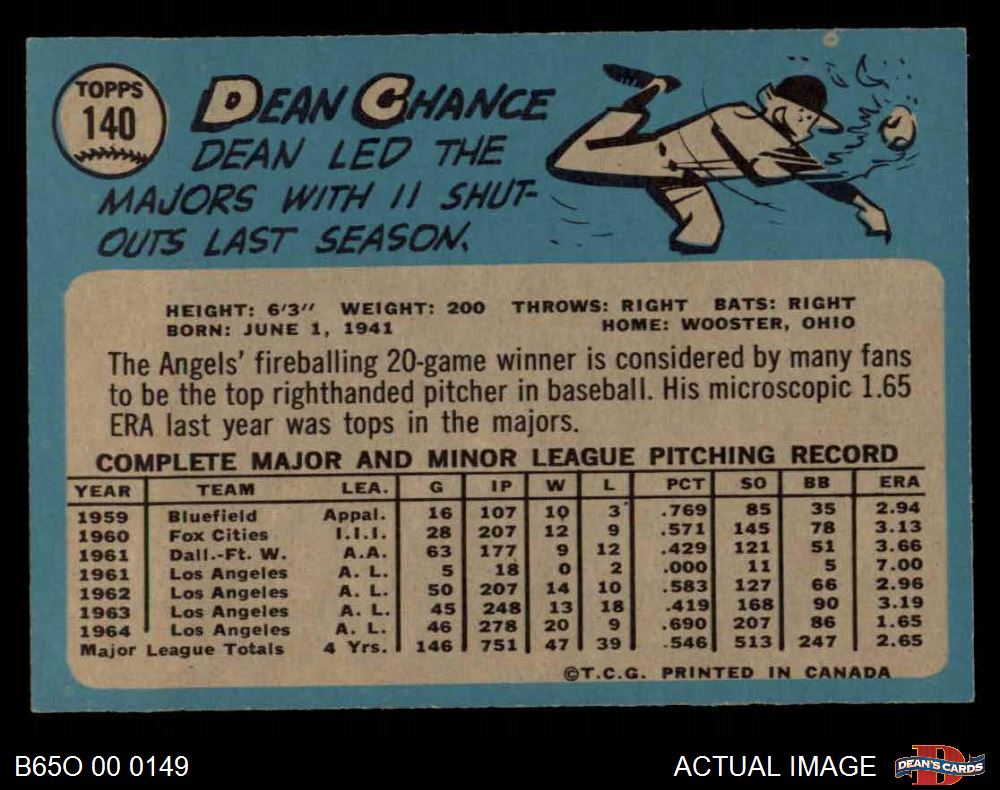 TOPPS
140
DEAN CHANCE
DEAN LED THE
MAJORS WITH 11 SHUT-
OUTS LAST SEASON.
HEIGHT: 6'3" WEIGHT: 200 THROWS: RIGHT BATS: RIGHT
BORN: JUNE 1, 1941 HOME: WOOSTER, OHIO
The Angels' fireballing 20-game winner is considered by many fans
to be the top righthanded pitcher in baseball. His microscopic 1.65
ERA last year was tops in the majors.
COMPLETE MAJOR AND MINOR LEAGUE PITCHING RECORD
YEAR TEAM LEA. G IP W L PCT SO BB ERA
1959 Bluefield Appal. 16 107 10 3 .769 85 35 2.94
1960 Fox Cities I.I.I. 28 207 12 9 .571 145 78 3.13
1961 Dall.-Ft. W. A.A. 63 177 9 12 .429 121 51 3.66
1961 Los Angeles A. L. 5 18 0 2 .000 11 5 7.00
1962 Los Angeles A. L. 50 207 14 10 .583 127 66 2.96
1963 Los Angeles A. L. 45 248 13 18 .419 168 90 3.19
1964 Los Angeles A. L. 46 278 20 9 .690 207 86 1.65
Major League Totals 4 Yrs. 146 751 47 39 .546 513 247 2.65
©T.C.G. PRINTED IN CANADA
B65O 00 0149 ACTUAL IMAGE DEAN'S CARDS